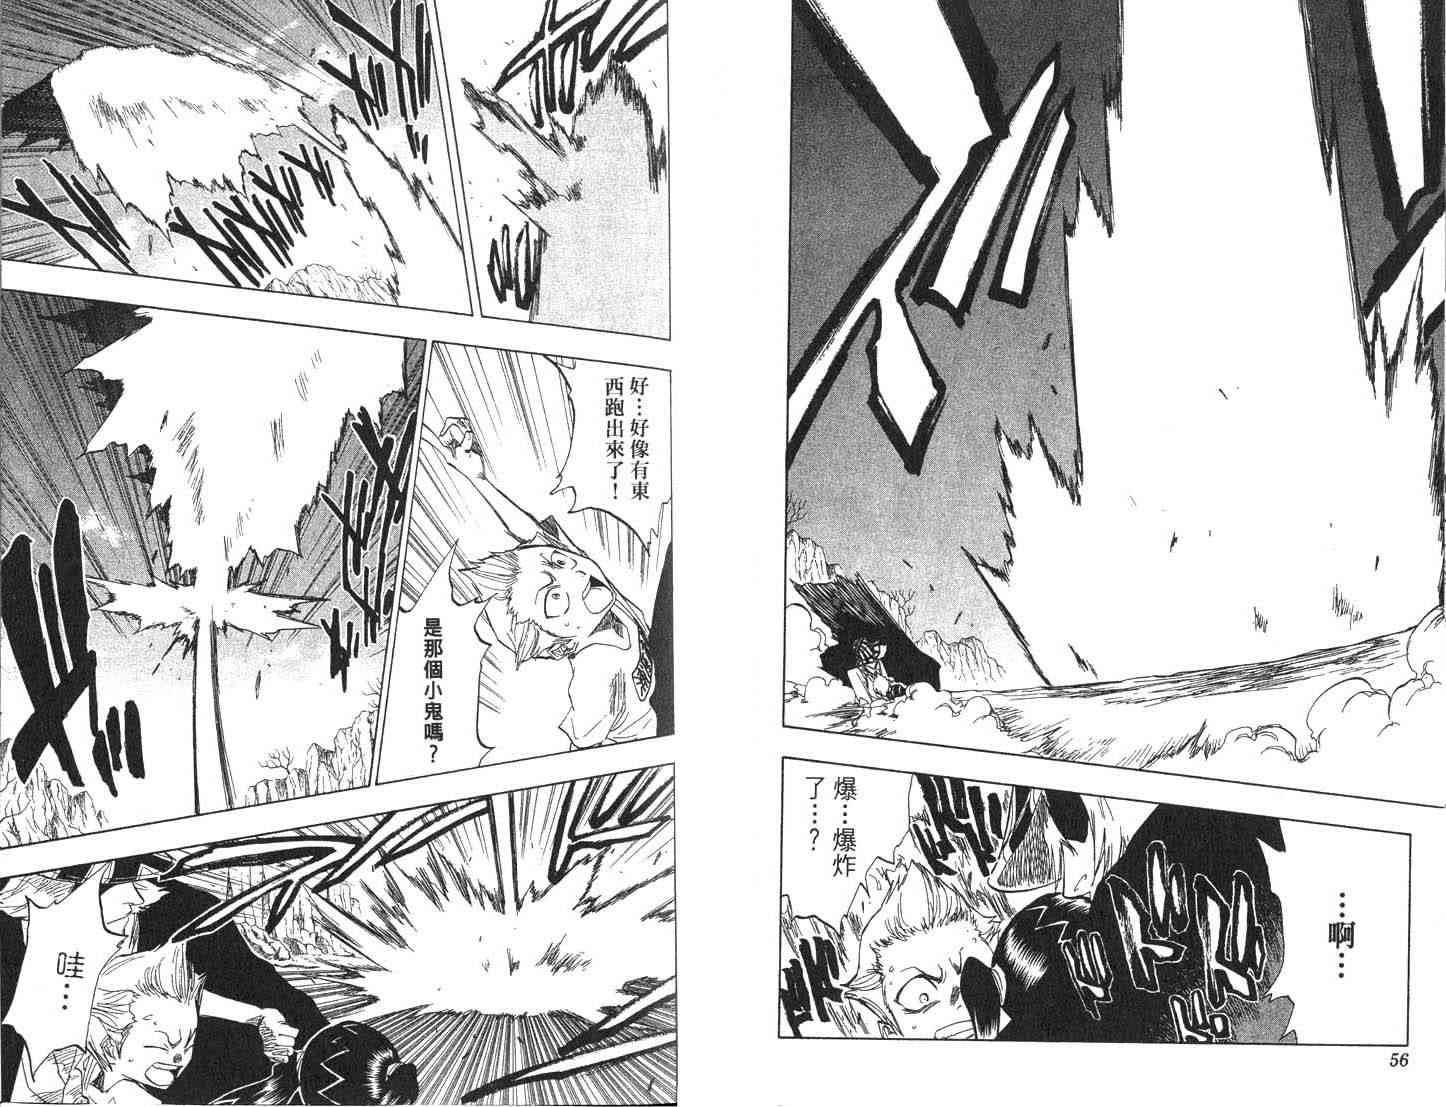 …啊…
爆…爆炸
了…？
56
好…好像有東
西跑出來了！
是那個小鬼嗎？
哇…